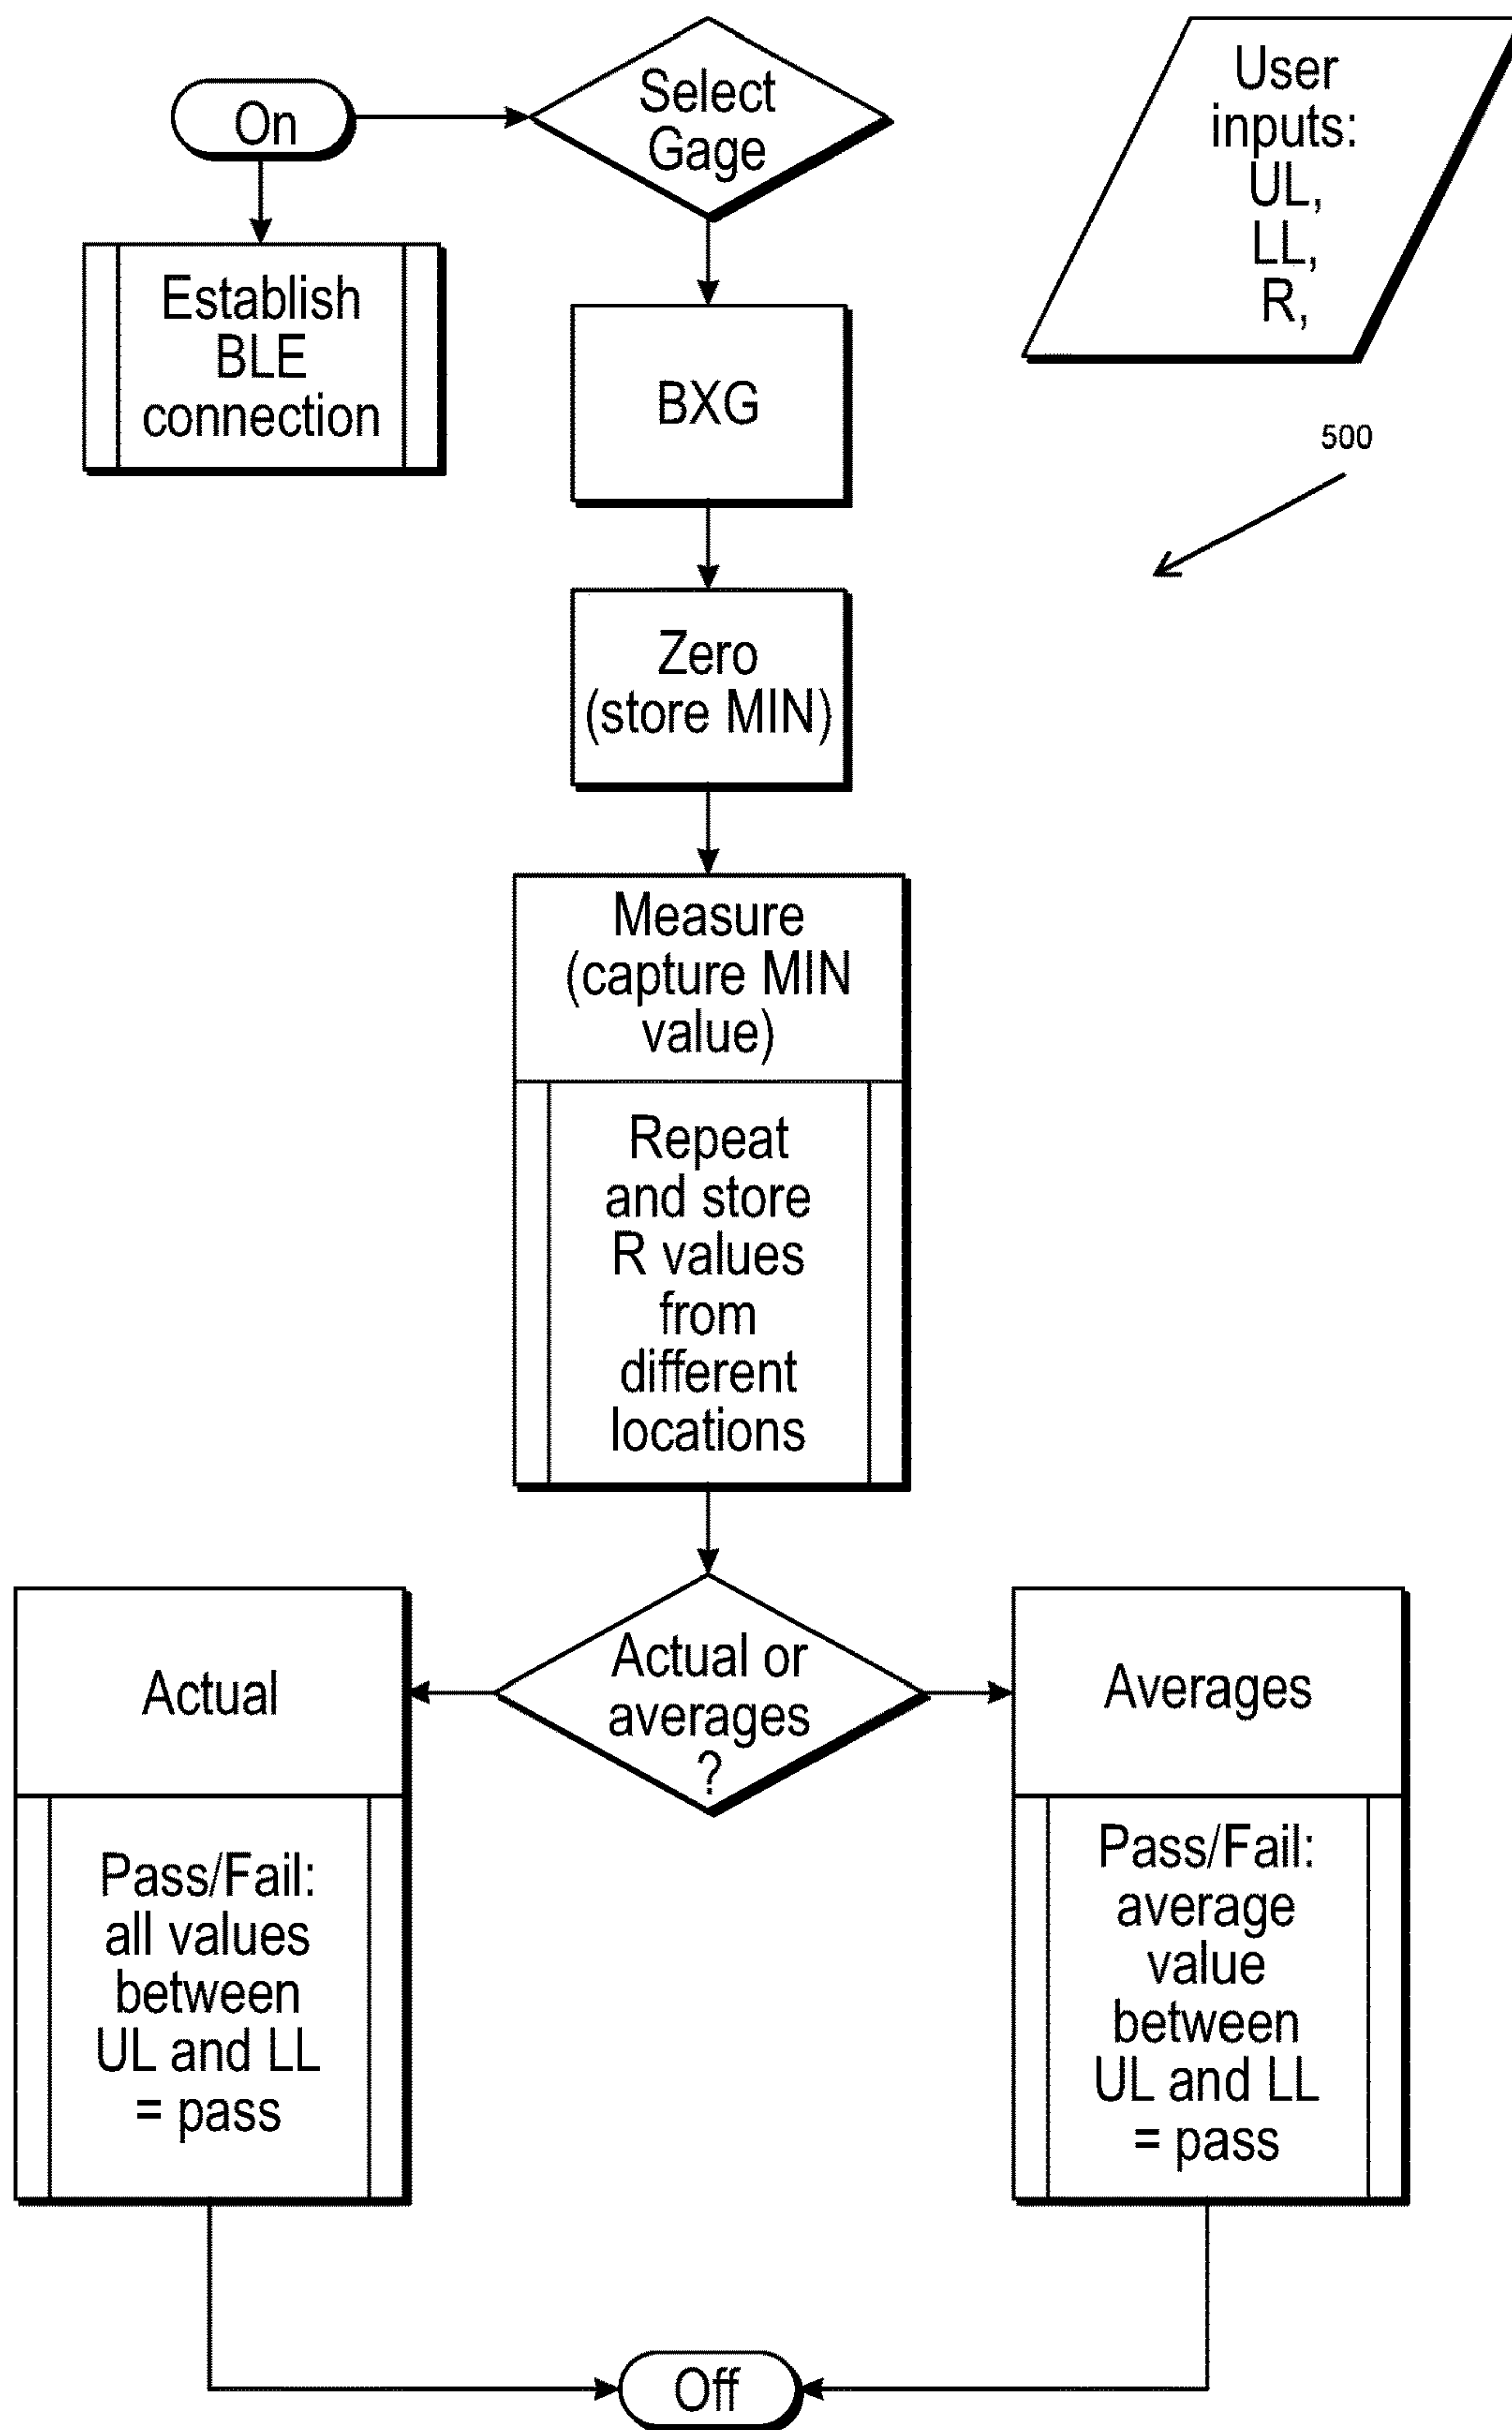 On
Select
Gage
User
inputs:
UL,
LL,
R,
Establish
BLE
connection
BXG
500
Zero
(store MIN)
Measure
(capture MIN
value)
Repeat
and store
R values
from
different
locations
Actual or
averages
?
Actual
Pass/Fail:
all values
between
UL and LL
= pass
Averages
Pass/Fail:
average
value
between
UL and LL
= pass
Off